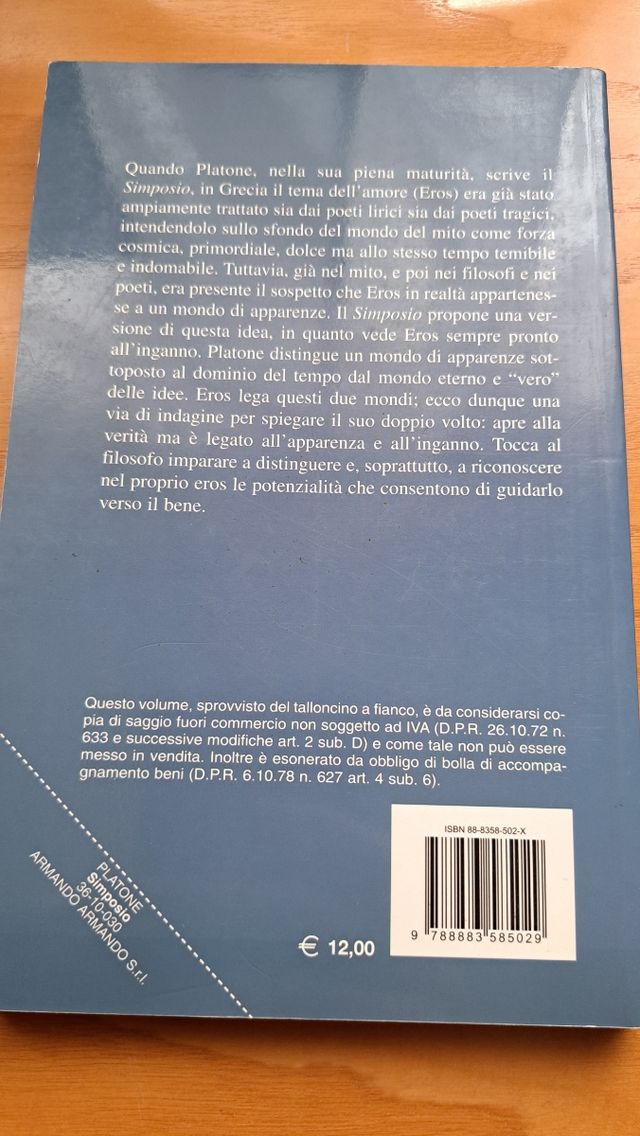 Quando Platone, nella sua piena maturità, scrive il
Simposio, in Grecia il tema dell'amore (Eros) era già stato
ampiamente trattato sia dai poeti lirici sia dai poeti tragici,
intendendolo sullo sfondo del mondo del mito come forza
cosmica, primordiale, dolce ma allo stesso tempo temibile
e indomabile. Tuttavia, già nel mito, e poi nei filosofi e nei
poeti, era presente il sospetto che Eros in realtà appartenes-
se a un mondo di apparenze. Il Simposio propone una ver-
sione di questa idea, in quanto vede Eros sempre pronto
all'inganno. Platone distingue un mondo di apparenze sot-
toposto al dominio del tempo dal mondo eterno e “vero”
delle idee. Eros lega questi due mondi; ecco dunque una
via di indagine per spiegare il suo doppio volto: apre alla
verità ma è legato all'apparenza e all'inganno. Tocca al
filosofo imparare a distinguere e, soprattutto, a riconoscere
nel proprio eros le potenzialità che consentono di guidarlo
verso il bene.
Questo volume, sprovvisto del talloncino a fianco, è da considerarsi co-
pia di saggio fuori commercio non soggetto ad IVA (D.P.R. 26.10.72 n.
633 e successive modifiche art. 2 sub. D) e come tale non può essere
messo in vendita. Inoltre è esonerato da obbligo di bolla di accompa-
gnamento beni (D.P.R. 6.10.78 n. 627 art. 4 sub. 6).
PLATONE
Simposio
36-10-030
ARMANDO ARMANDO S.r.l.
€ 12,00
ISBN 88-8358-502-X
9 788883 585029